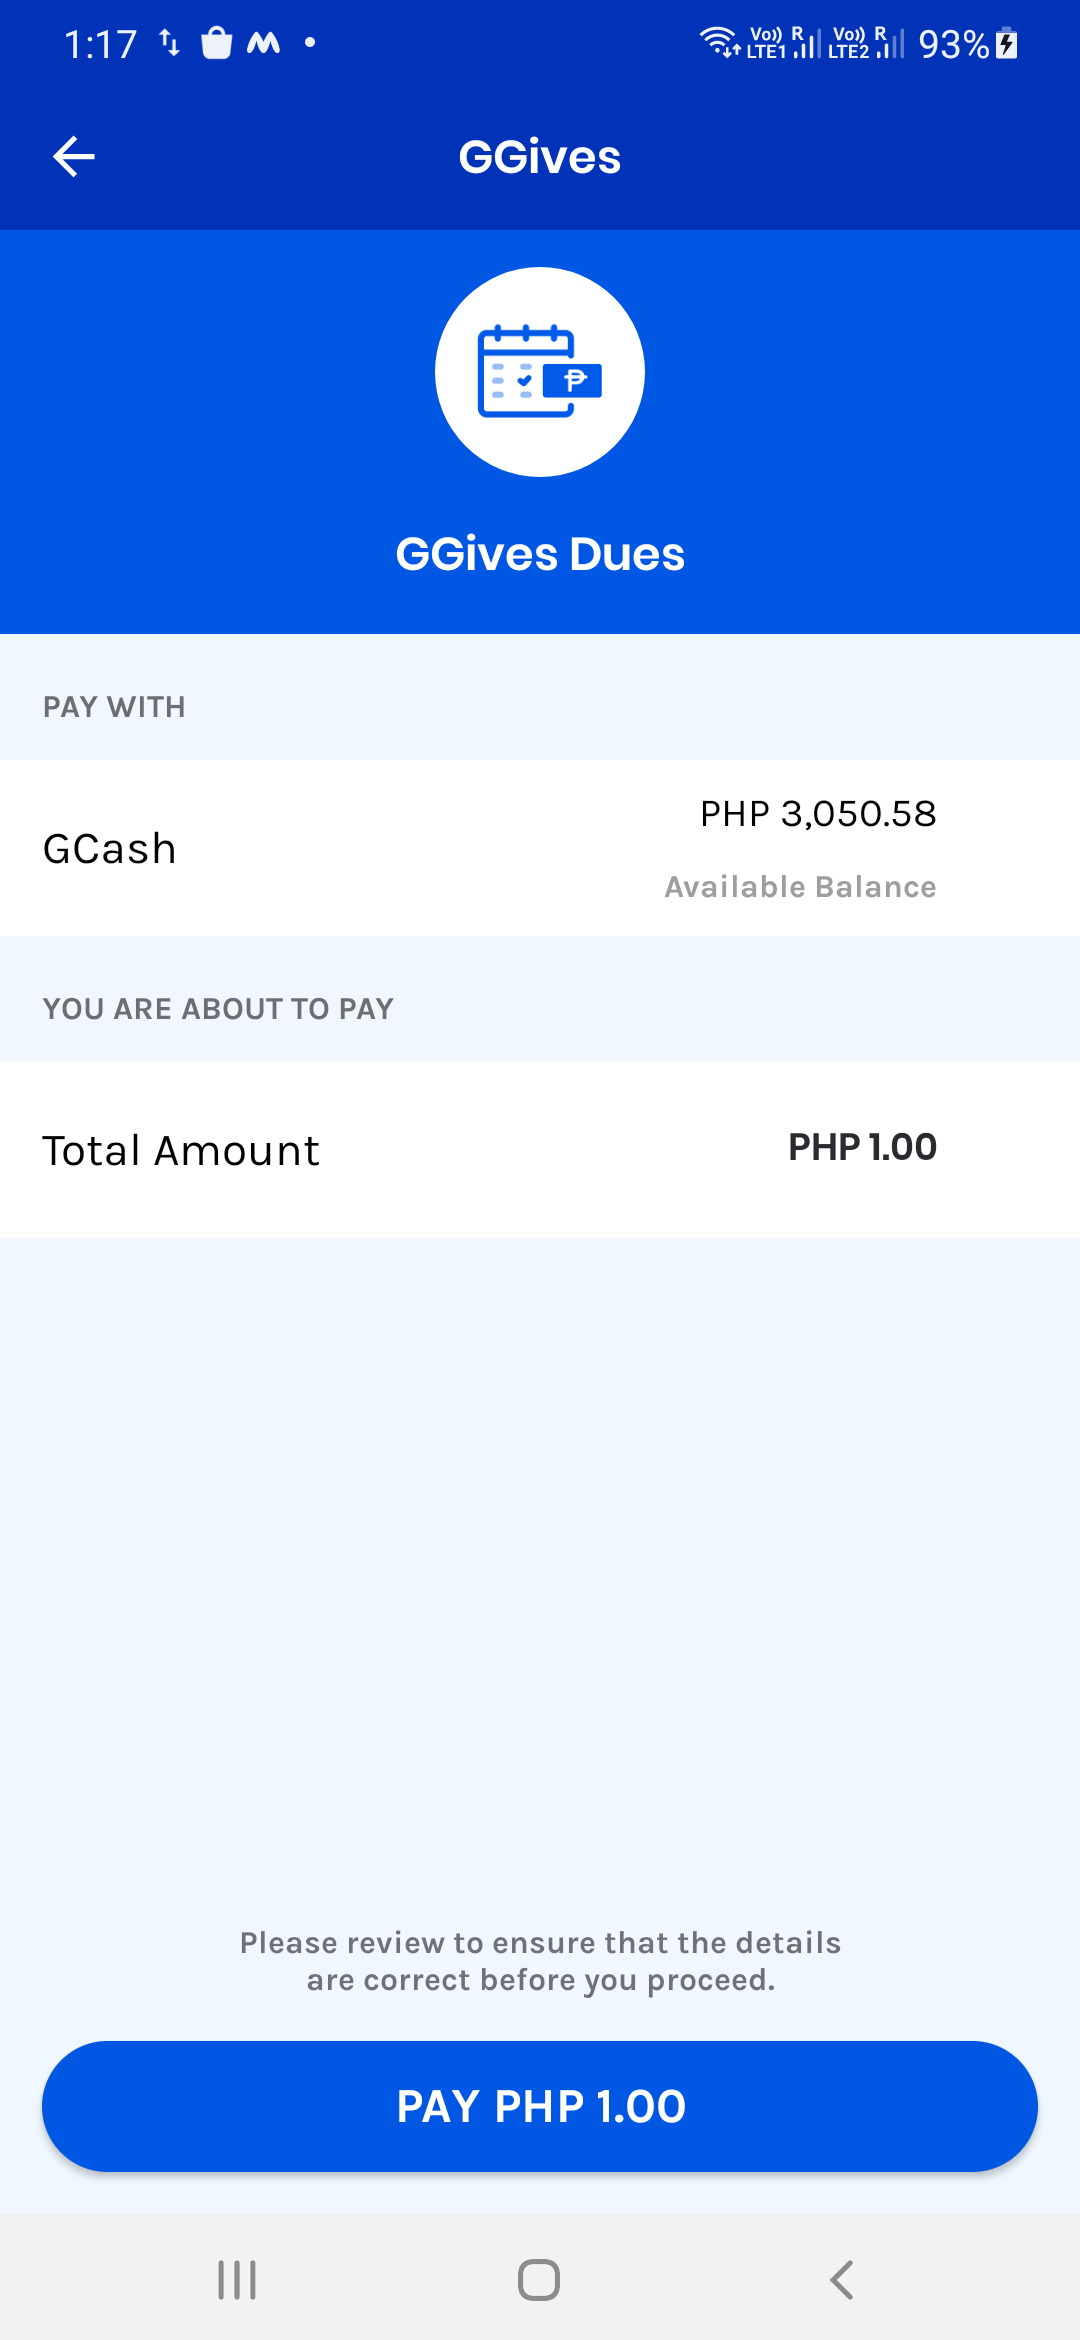 1:17
Vo)) LTE1 R Vo)) LTE2 R 93%
GGives
₱
GGives Dues
PAY WITH
GCash
PHP 3,050.58
Available Balance
YOU ARE ABOUT TO PAY
Total Amount
PHP 1.00
Please review to ensure that the details
are correct before you proceed.
PAY PHP 1.00